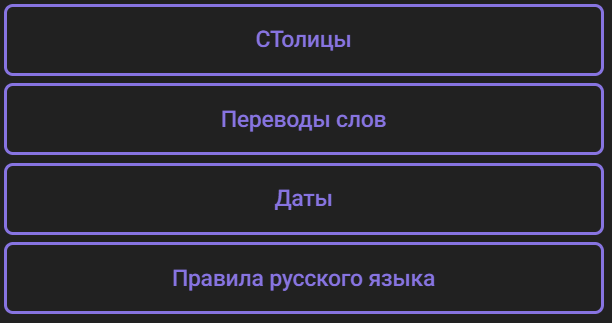 СТолицы
Переводы слов
Даты
Правила русского языка